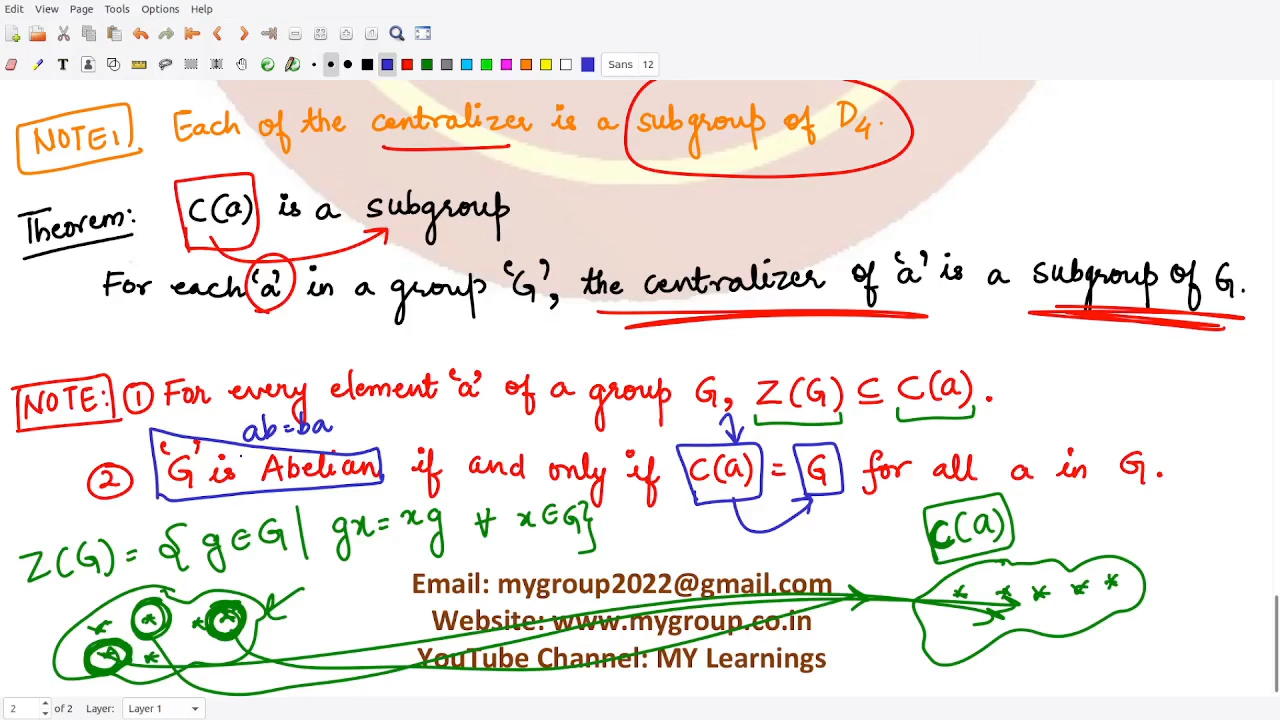 Edit View Page Tools Options Help
Sans 12
NOTE1 Each of the centralizer is a subgroup of D4.
Theorem: C(a) is a subgroup
For each 'a' in a group 'G', the centralizer of 'a' is a subgroup of G.
NOTE: ① For every element 'a' of a group G, Z(G) ⊆ C(a).
ab=ba
② 'G' is Abelian if and only if C(a) = G for all a in G.
Z(G) = { g∈G | gx = xg ∀ x∈G}
C(a)
Email: mygroup2022@gmail.com
Website: www.mygroup.co.in
YouTube Channel: MY Learnings
2 of 2 Layer: Layer 1